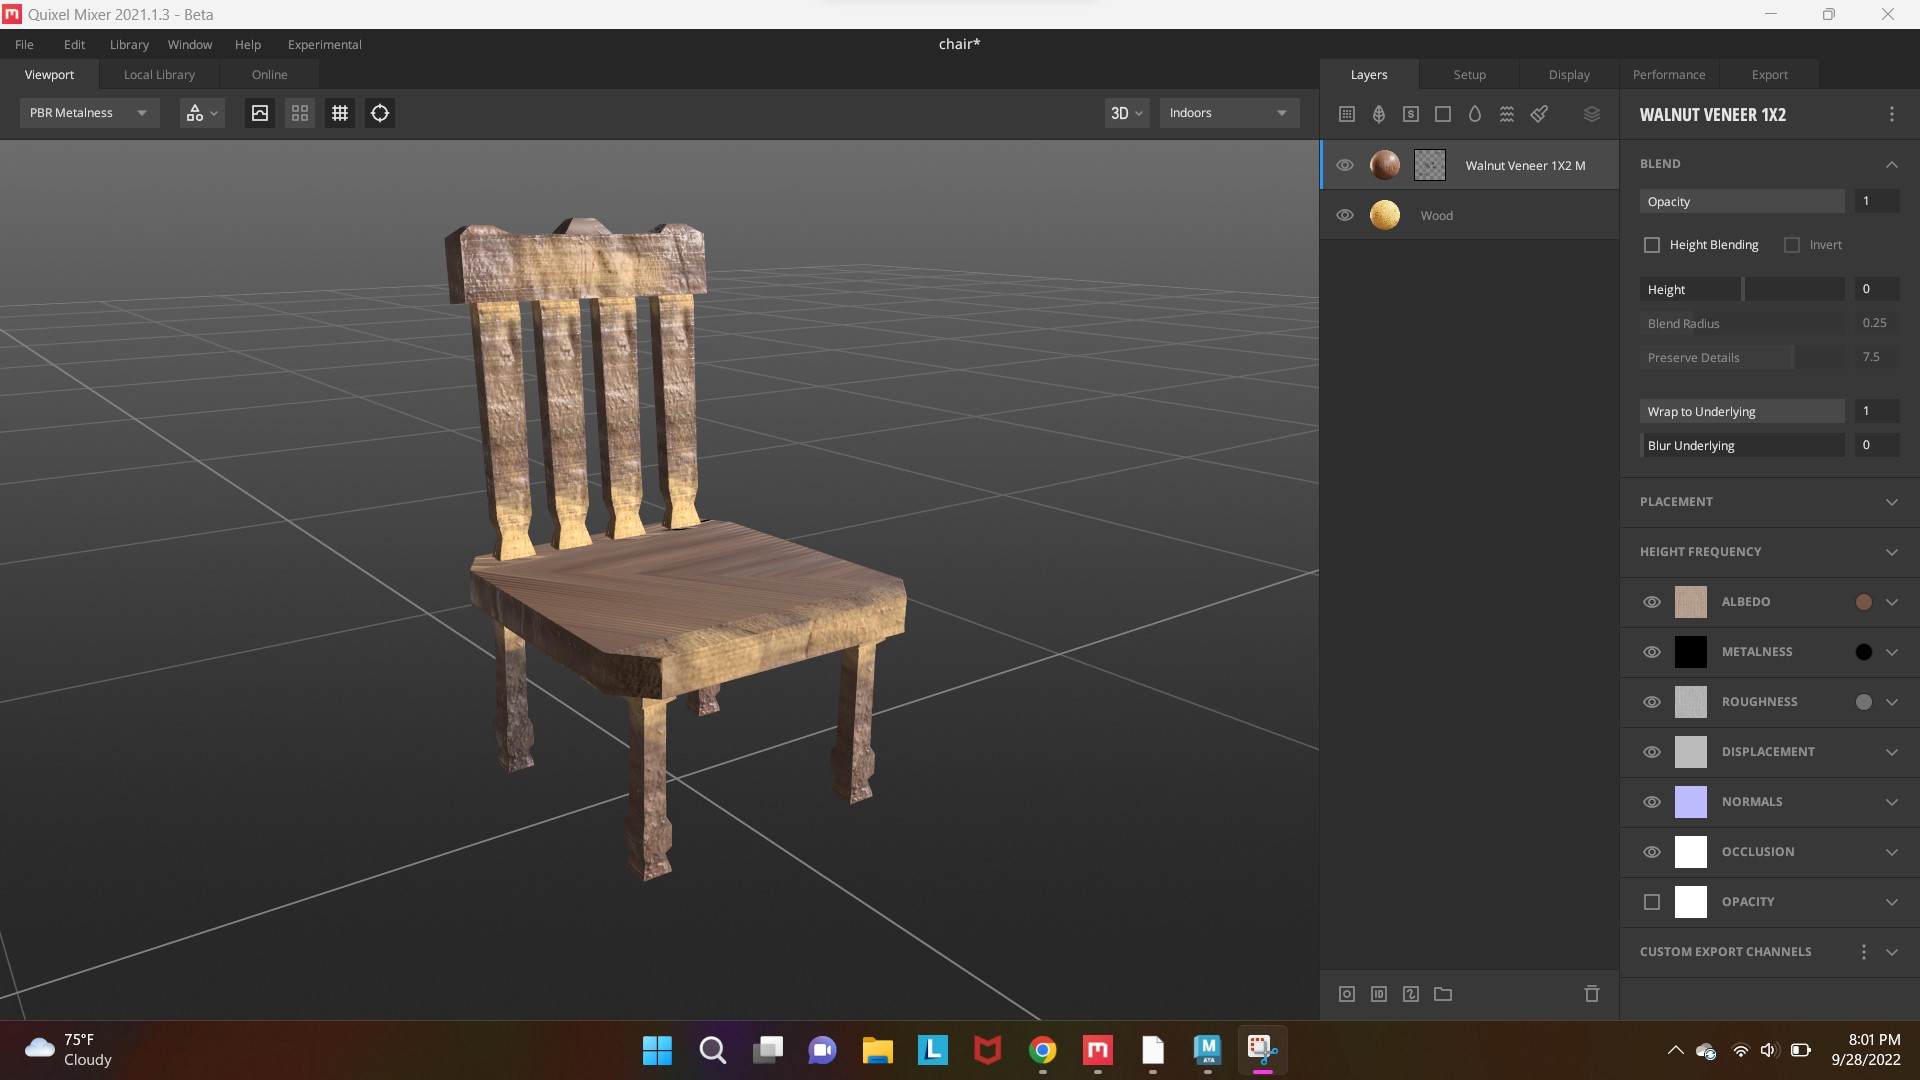 Quixel Mixer 2021.1.3 - Beta
File Edit Library Window Help Experimental
chair*
Viewport Local Library Online
Layers Setup Display Performance Export
PBR Metalness
3D Indoors
WALNUT VENEER 1X2
Walnut Veneer 1X2 M
Wood
BLEND
Opacity 1
Height Blending Invert
Height 0
Blend Radius 0.25
Preserve Details 7.5
Wrap to Underlying 1
Blur Underlying 0
PLACEMENT
HEIGHT FREQUENCY
ALBEDO
METALNESS
ROUGHNESS
DISPLACEMENT
NORMALS
OCCLUSION
OPACITY
CUSTOM EXPORT CHANNELS
75°F
Cloudy
8:01 PM
9/28/2022